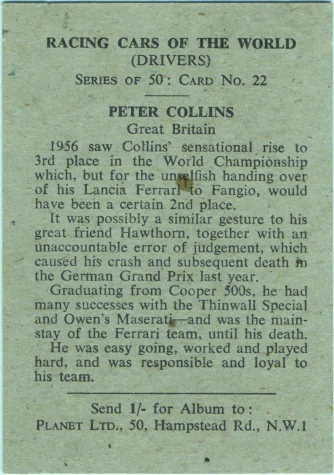 RACING CARS OF THE WORLD
(DRIVERS)
SERIES OF 50: CARD NO. 22
PETER COLLINS
Great Britain
1956 saw Collins' sensational rise to
3rd place in the World Championship
which, but for the unselfish handing over
of his Lancia Ferrari to Fangio, would
have been a certain 2nd place.
It was possibly a similar gesture to his
great friend Hawthorn, together with an
unaccountable error of judgement, which
caused his crash and subsequent death in
the German Grand Prix last year.
Graduating from Cooper 500s, he had
many successes with the Thinwall Special
and Owen's Maserati—and was the main-
stay of the Ferrari team, until his death.
He was easy going, worked and played
hard, and was responsible and loyal to
his team.
Send 1/- for Album to:
PLANET LTD., 50, Hampstead Rd., N.W.1